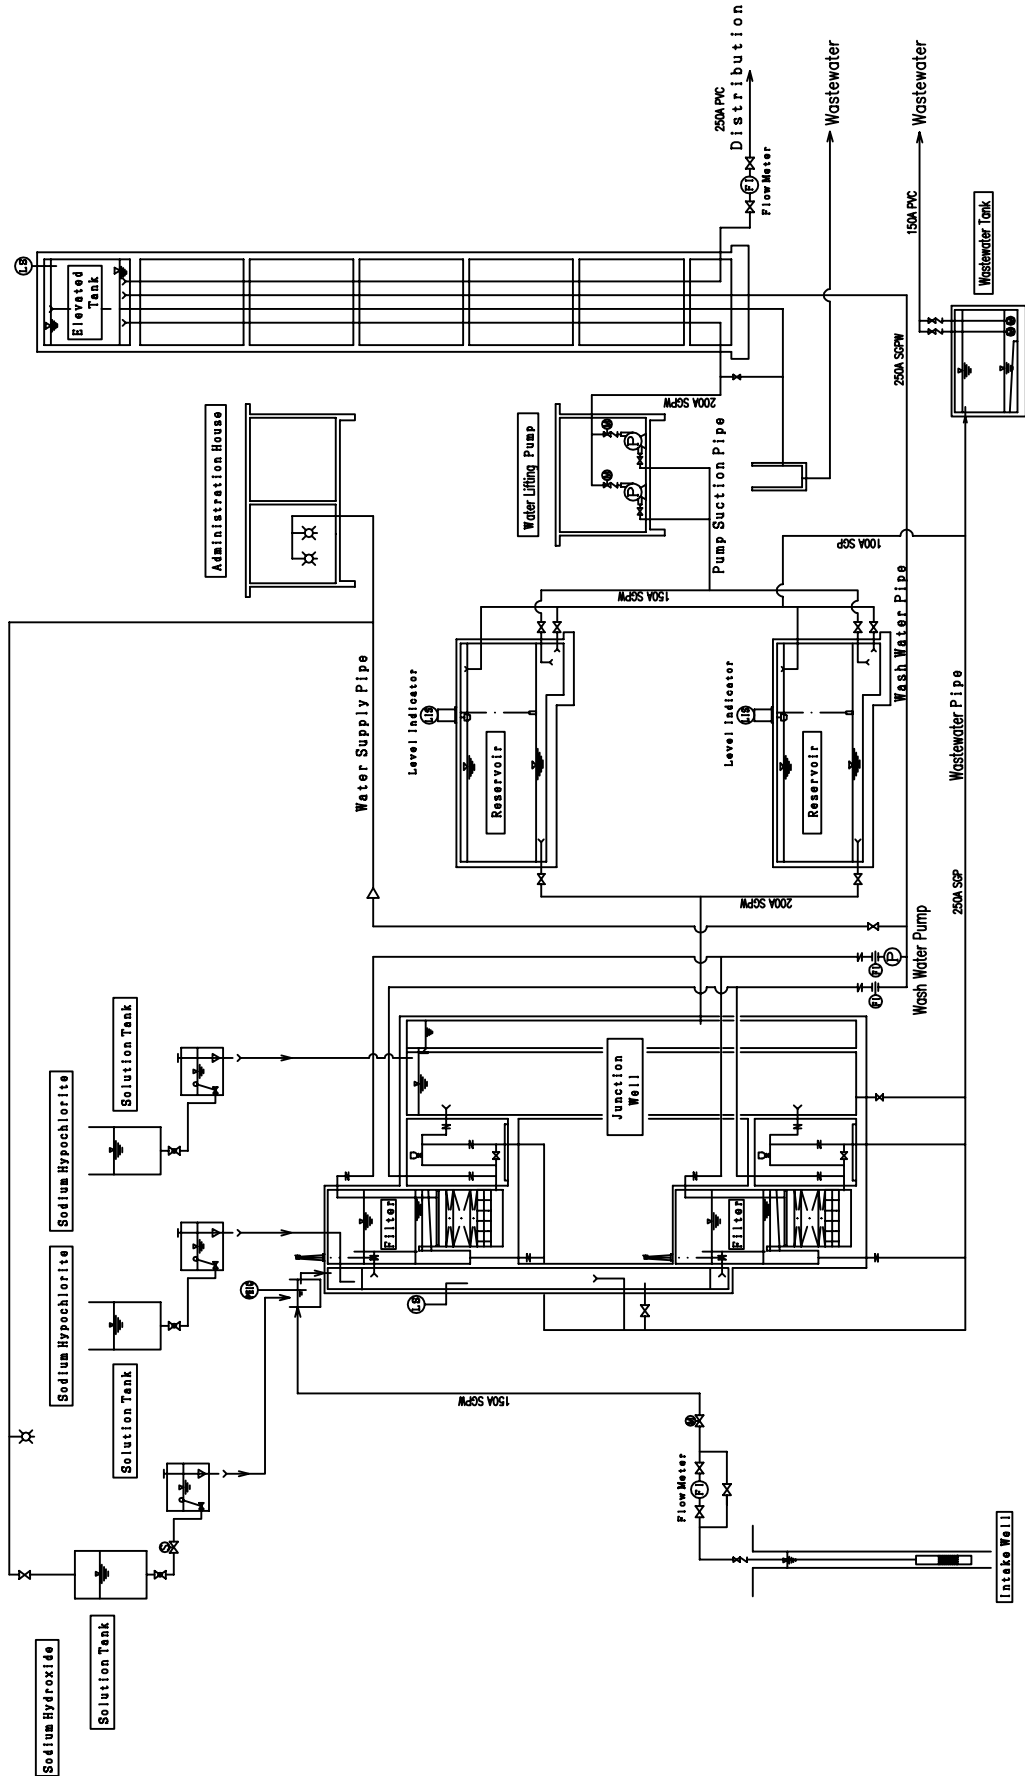 LS
Elevated
Tank
Administration House
Water Lifting Pump
P
P
M
M
200A SGPW
Pump Suction Pipe
250A PVC
Distribution
FI
Flow Meter
Wastewater
Wastewater
150A PVC
Wastewater Tank
250A SGPW
100A SGP
Wash Water Pipe
150A SGPW
Water Supply Pipe
Level Indicator
LIS
Reservoir
Level Indicator
LIS
Reservoir
200A SGPW
Wastewater Pipe
250A SGP
Wash Water Pump
P
FI
FI
Junction
Well
Filter
Filter
LS
Solution Tank
Sodium Hypochlorite
Sodium Hypochlorite
Solution Tank
150A SGPW
M
Flow Meter
FI
Intake Well
S
Solution Tank
Sodium Hydroxide